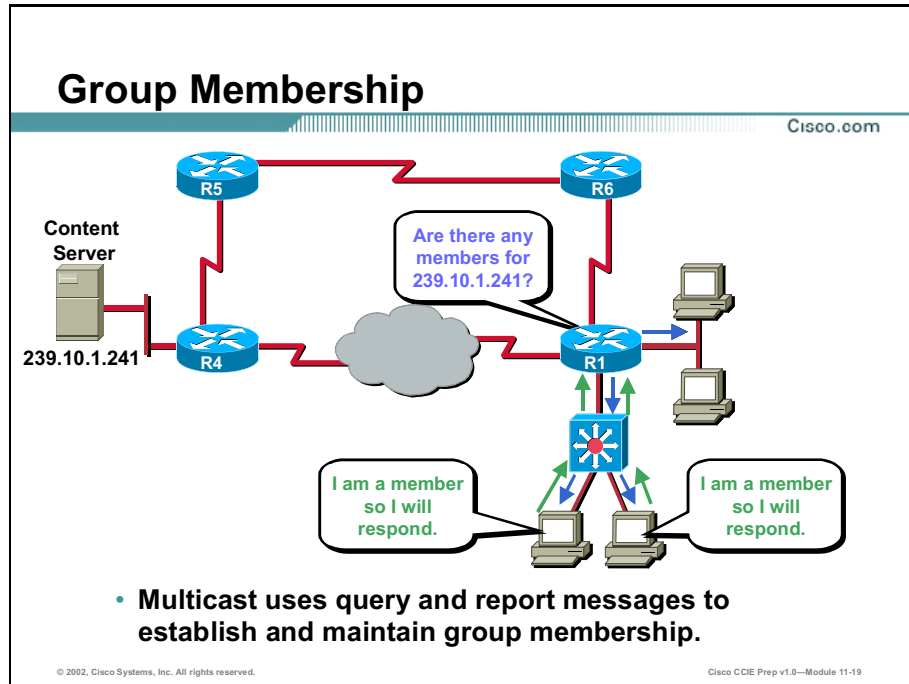 Group Membership
Cisco.com
R5
R6
Content
Server
Are there any
members for
239.10.1.241?
239.10.1.241
R4
R1
I am a member
so I will
respond.
I am a member
so I will
respond.
• Multicast uses query and report messages to
establish and maintain group membership.
© 2002, Cisco Systems, Inc. All rights reserved.
Cisco CCIE Prep v1.0—Module 11-19